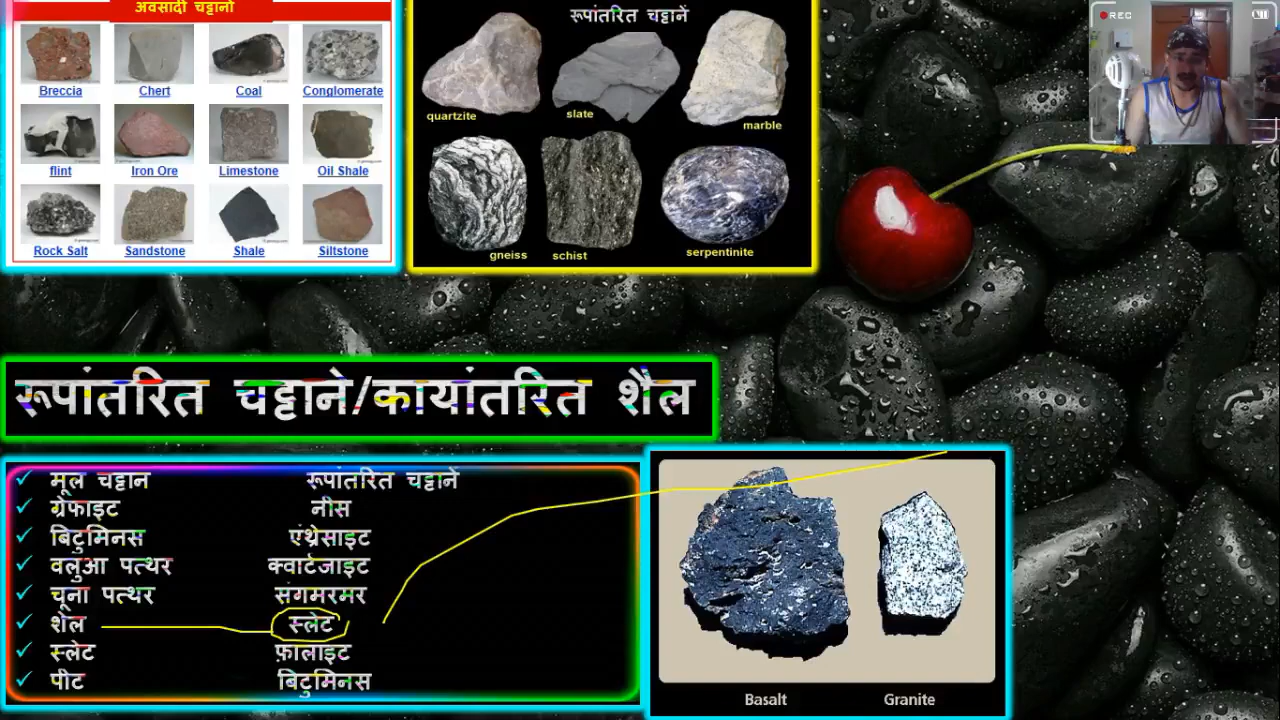 अवसादी चट्टानों
Breccia Chert Coal Conglomerate
flint Iron Ore Limestone Oil Shale
Rock Salt Sandstone Shale Siltstone
रूपांतरित चट्टानें
quartzite slate marble
gneiss schist serpentinite
REC
रूपांतरित चट्टाने/कायांतरित शैल
मूल चट्टान रूपांतरित चट्टानें
ग्रेफाइट नीस
बिटुमिनस एंथ्रेसाइट
वलुआ पत्थर क्वार्टजाइट
चूना पत्थर संगमरमर
शेल स्लेट
स्लेट फ़ालाइट
पीट बिटुमिनस
Basalt Granite